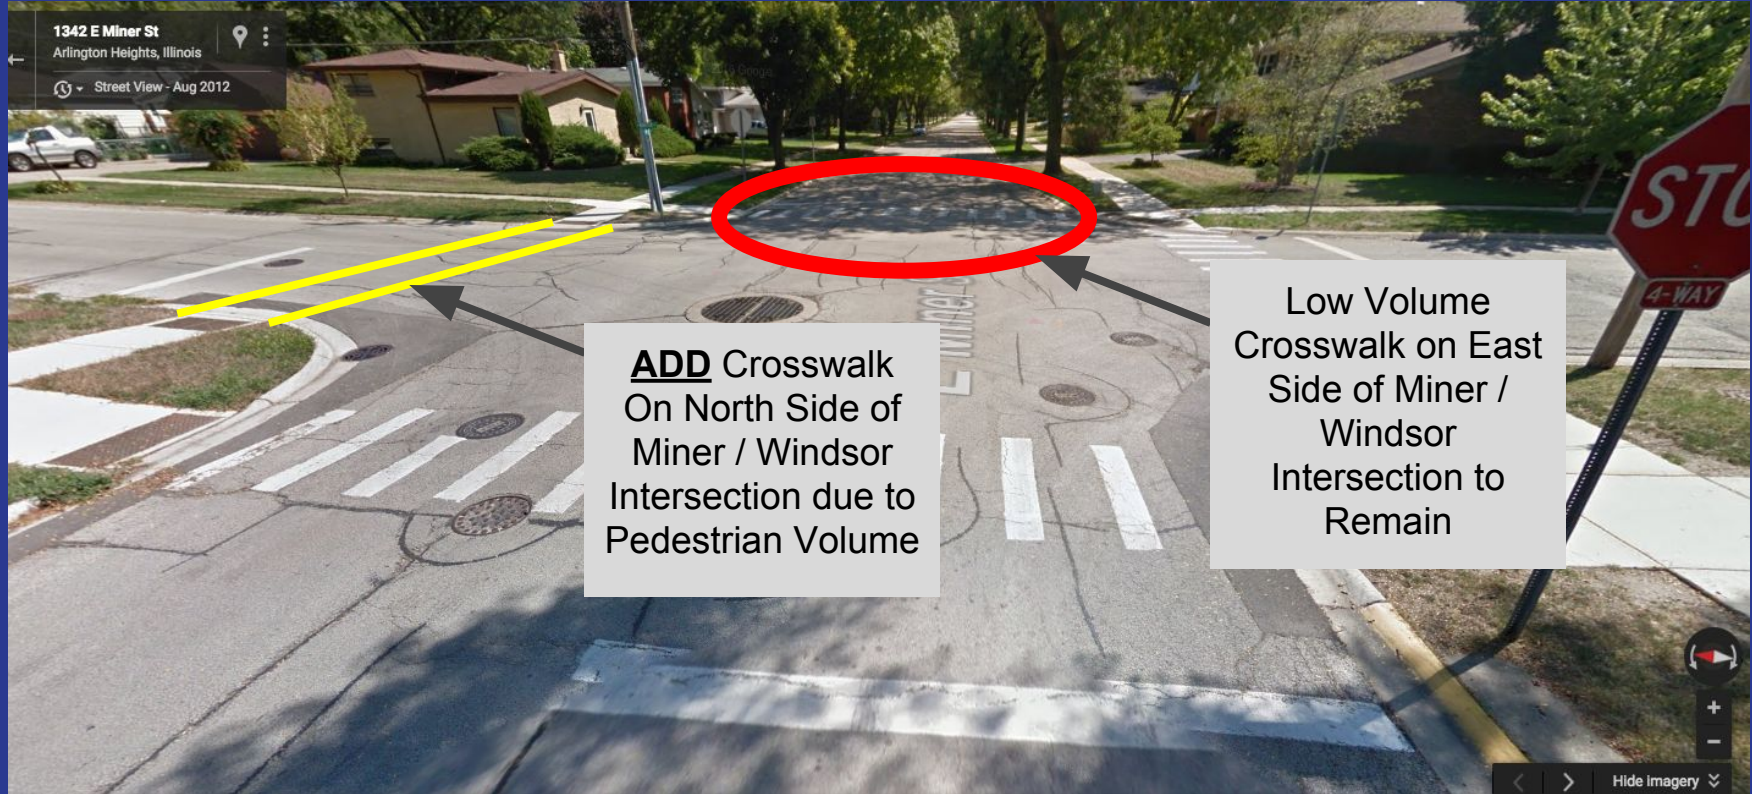 1342 E Miner St
Arlington Heights, Illinois
Street View - Aug 2012
STO
4-WAY
E Miner S
ADD Crosswalk
On North Side of
Miner / Windsor
Intersection due to
Pedestrian Volume
Low Volume
Crosswalk on East
Side of Miner /
Windsor
Intersection to
Remain
Hide imagery